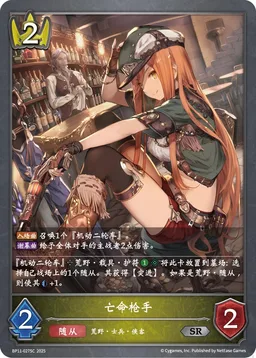 2
入场曲 召唤1个『机动二轮车』。
谢幕曲 给予全体对手的主战者2点伤害。
『机动二轮车』荒野・载具・护符 1 将此卡放置到墓场：选择自己战场上的1个随从。其获得【突进】。如果是荒野・随从，则使其+1。
亡命枪手
2
随从
荒野・士兵・侠客
SR
2
BP11-027SC 2025
© Cygames, Inc. Published by NetEase Games